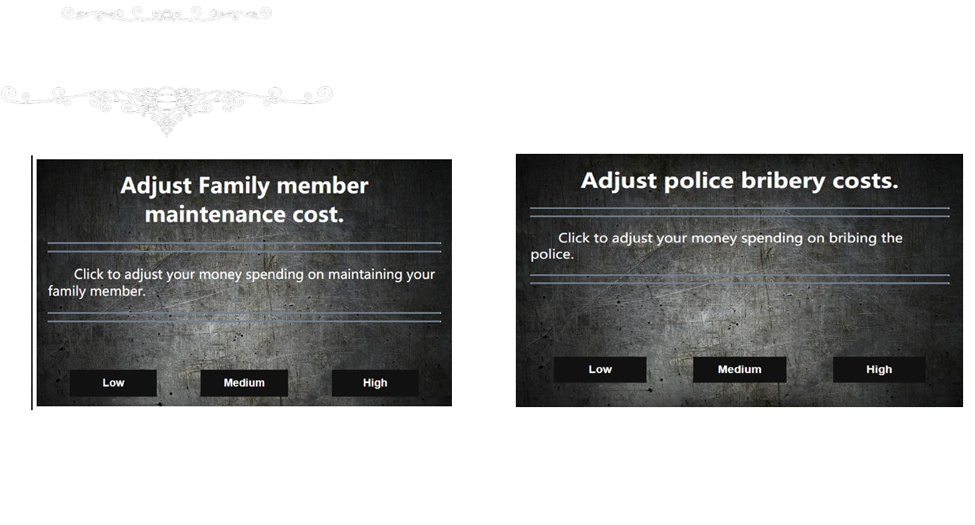 Adjust Family member
maintenance cost.
Click to adjust your money spending on maintaining your
family member.
Low Medium High
Adjust police bribery costs.
Click to adjust your money spending on bribing the
police.
Low Medium High